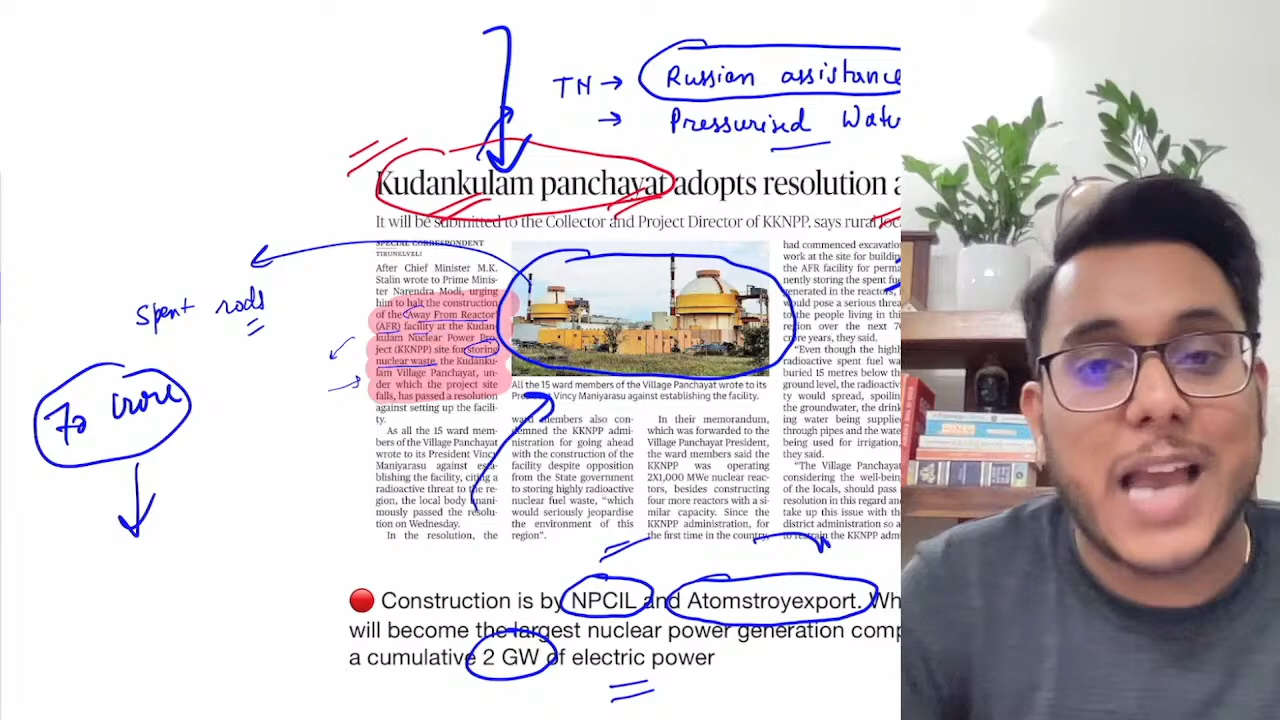 TN → Russian assistance
→ Pressurised Wate
Kudankulam panchayat adopts resolution a
It will be submitted to the Collector and Project Director of KKNPP, says rural loc
SPECIAL CORRESPONDENT
TIRUNELVELI
After Chief Minister M.K.
Stalin wrote to Prime Minis-
ter Narendra Modi, urging
him to halt the construction
of the Away From Reactor
(AFR) facility at the Kudan
kulam Nuclear Power Pro-
ject (KKNPP) site for storing
nuclear waste, the Kudanku-
lam Village Panchayat, un-
der which the project site
falls, has passed a resolution
against setting up the facili-
ty.
As all the 15 ward mem-
bers of the Village Panchayat
wrote to its President Vincy
Maniyarasu against esta-
blishing the facility, citing a
radioactive threat to the re-
gion, the local body unani-
mously passed the resolu-
tion on Wednesday.
In the resolution, the
All the 15 ward members of the Village Panchayat wrote to its
President Vincy Maniyarasu against establishing the facility.
ward members also con-
demned the KKNPP admi-
nistration for going ahead
with the construction of the
facility despite opposition
from the State government
to storing highly radioactive
nuclear fuel waste, "which
would seriously jeopardise
the environment of this
region".
In their memorandum,
which was forwarded to the
Village Panchayat President,
the ward members said the
KKNPP was operating
2X1,000 MWe nuclear reac-
tors, besides constructing
four more reactors with a si-
milar capacity. Since the
KKNPP administration, for
the first time in the country,
had commenced excavation
work at the site for building
the AFR facility for perma
nently storing the spent fue
generated in the reactors, i
would pose a serious threa
to the people living in this
region over the next 7
crore years, they said.
"Even though the highl
radioactive spent fuel wa
buried 15 metres below the
ground level, the radioactiv
ty would spread, spoiling
the groundwater, the drink
ing water being supplied
through pipes and the wate
being used for irrigation,
they said.
"The Village Panchayat
considering the well-being
of the locals, should pass
resolution in this regard an
take up this issue with the
district administration so a
to restrain the KKNPP adm
spent rods
70 crore
🔴 Construction is by NPCIL and Atomstroyexport. Wh
will become the largest nuclear power generation comp
a cumulative 2 GW of electric power